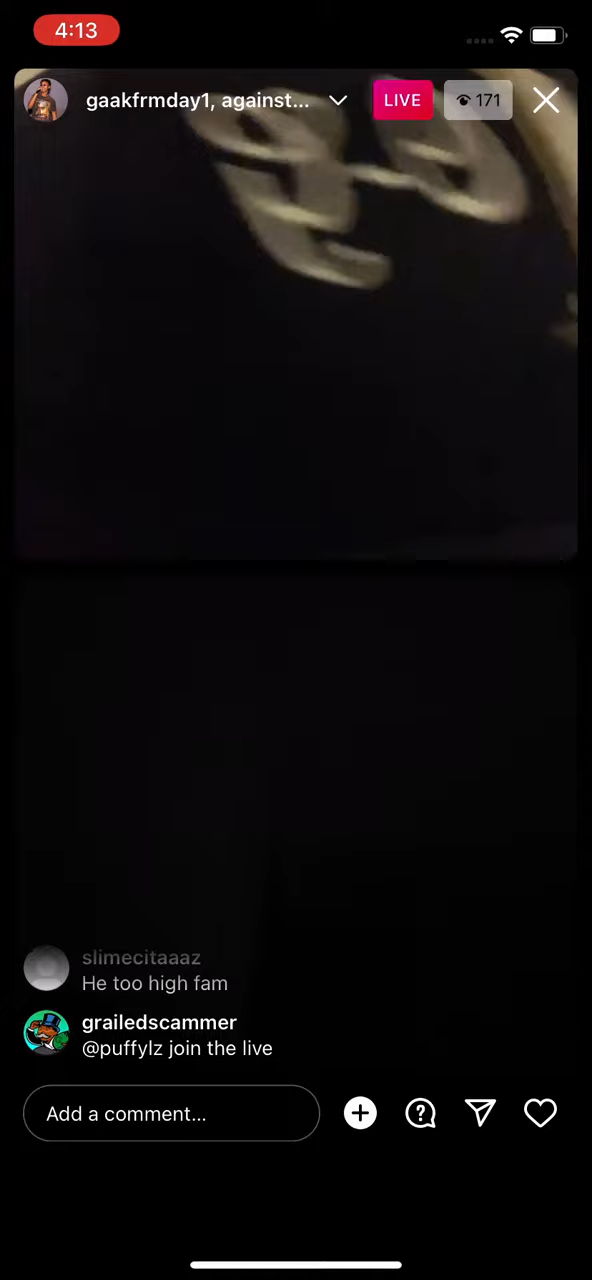 4:13
gaakfrmday1, against...
LIVE
171
slimecitaaaz
He too high fam
grailedscammer
@puffylz join the live
Add a comment...